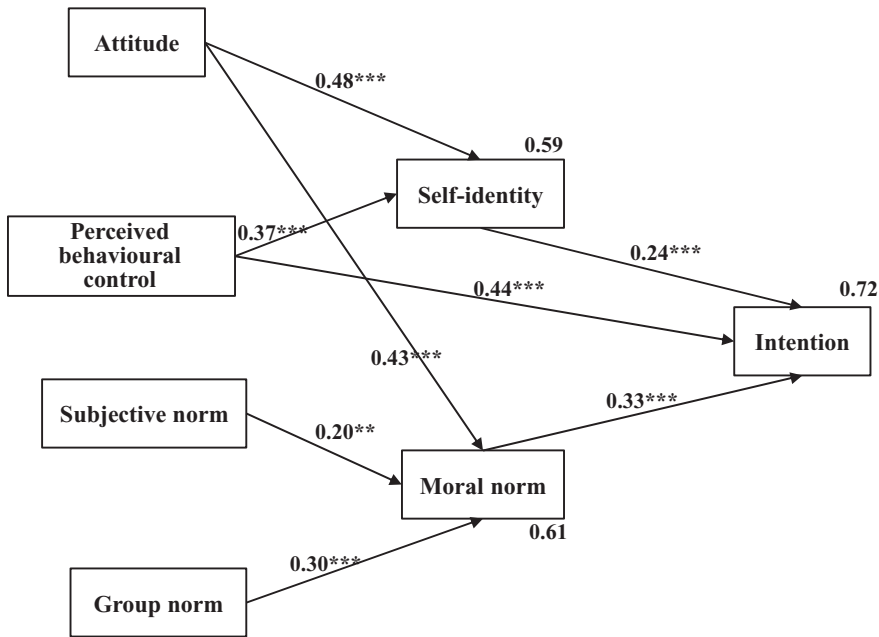 Attitude
0.48***
0.59
Self-identity
Perceived
behavioural
control
0.37***
0.24***
0.44***
0.72
Intention
0.43***
Subjective norm
0.20**
0.33***
Moral norm
0.61
0.30***
Group norm